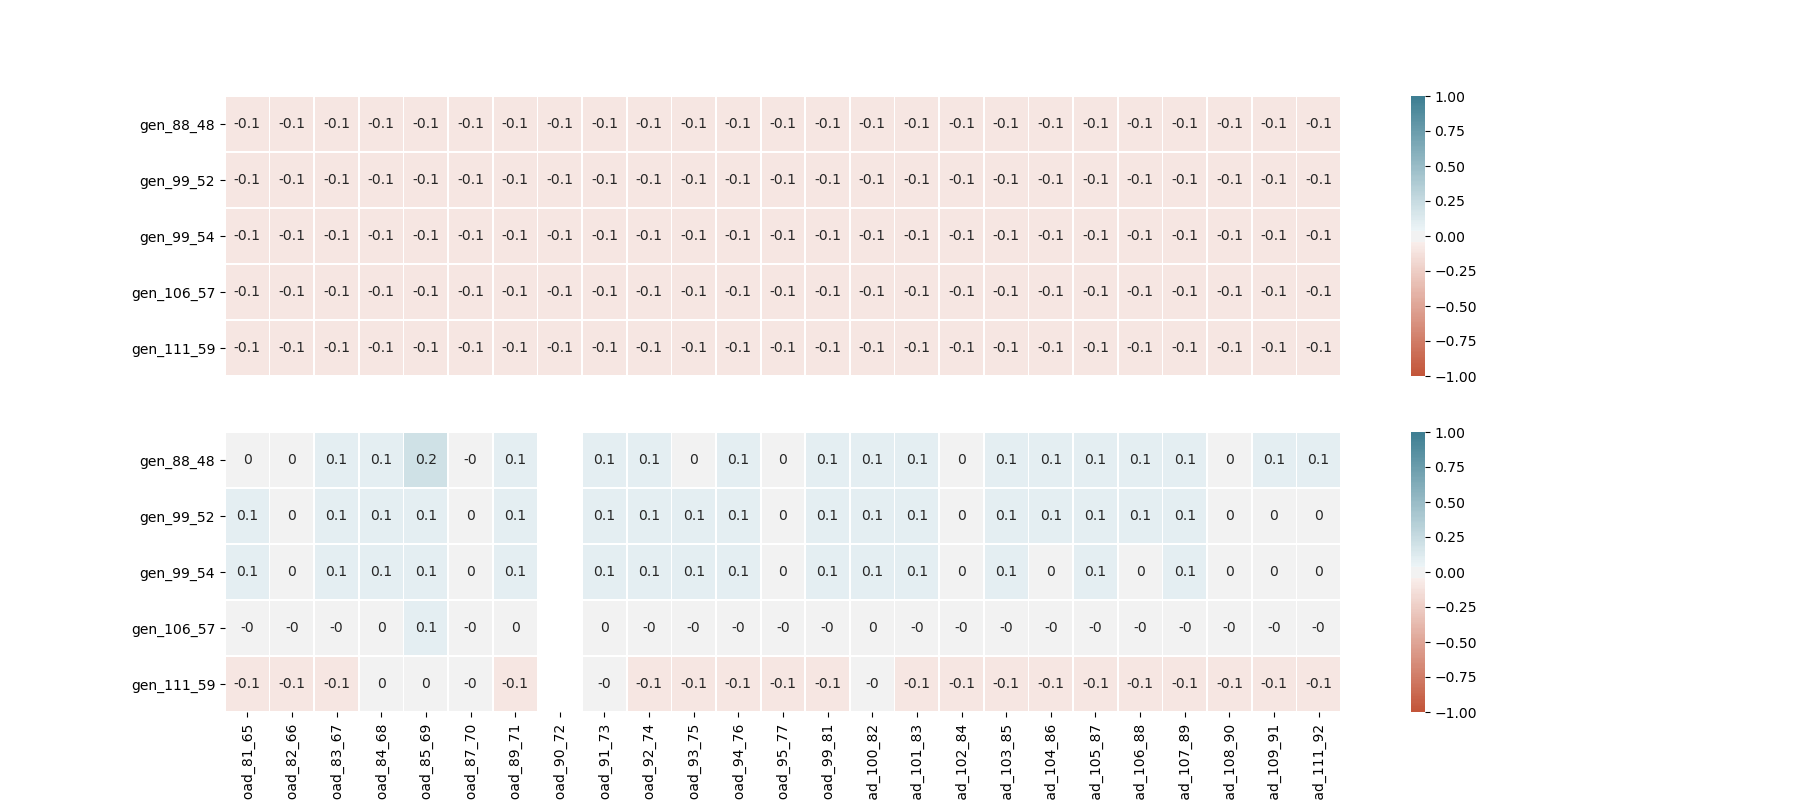 gen_88_48 -0.1 -0.1 -0.1 -0.1 -0.1 -0.1 -0.1 -0.1 -0.1 -0.1 -0.1 -0.1 -0.1 -0.1 -0.1 -0.1 -0.1 -0.1 -0.1 -0.1 -0.1 -0.1 -0.1 -0.1 -0.1
gen_99_52 -0.1 -0.1 -0.1 -0.1 -0.1 -0.1 -0.1 -0.1 -0.1 -0.1 -0.1 -0.1 -0.1 -0.1 -0.1 -0.1 -0.1 -0.1 -0.1 -0.1 -0.1 -0.1 -0.1 -0.1 -0.1
gen_99_54 -0.1 -0.1 -0.1 -0.1 -0.1 -0.1 -0.1 -0.1 -0.1 -0.1 -0.1 -0.1 -0.1 -0.1 -0.1 -0.1 -0.1 -0.1 -0.1 -0.1 -0.1 -0.1 -0.1 -0.1 -0.1
gen_106_57 -0.1 -0.1 -0.1 -0.1 -0.1 -0.1 -0.1 -0.1 -0.1 -0.1 -0.1 -0.1 -0.1 -0.1 -0.1 -0.1 -0.1 -0.1 -0.1 -0.1 -0.1 -0.1 -0.1 -0.1 -0.1
gen_111_59 -0.1 -0.1 -0.1 -0.1 -0.1 -0.1 -0.1 -0.1 -0.1 -0.1 -0.1 -0.1 -0.1 -0.1 -0.1 -0.1 -0.1 -0.1 -0.1 -0.1 -0.1 -0.1 -0.1 -0.1 -0.1
1.00
0.75
0.50
0.25
0.00
−0.25
−0.50
−0.75
−1.00
gen_88_48 0 0 0.1 0.1 0.2 -0 0.1 0.1 0.1 0 0.1 0 0.1 0.1 0.1 0 0.1 0.1 0.1 0.1 0.1 0 0.1 0.1
gen_99_52 0.1 0 0.1 0.1 0.1 0 0.1 0.1 0.1 0.1 0.1 0 0.1 0.1 0.1 0 0.1 0.1 0.1 0.1 0.1 0 0 0
gen_99_54 0.1 0 0.1 0.1 0.1 0 0.1 0.1 0.1 0.1 0.1 0 0.1 0.1 0.1 0 0.1 0 0.1 0 0.1 0 0 0
gen_106_57 -0 -0 -0 0 0.1 -0 0 0 -0 -0 -0 -0 -0 0 -0 -0 -0 -0 -0 -0 -0 -0 -0 -0
gen_111_59 -0.1 -0.1 -0.1 0 0 -0 -0.1 -0 -0.1 -0.1 -0.1 -0.1 -0.1 -0 -0.1 -0.1 -0.1 -0.1 -0.1 -0.1 -0.1 -0.1 -0.1 -0.1
1.00
0.75
0.50
0.25
0.00
−0.25
−0.50
−0.75
−1.00
oad_81_65
oad_82_66
oad_83_67
oad_84_68
oad_85_69
oad_87_70
oad_89_71
oad_90_72
oad_91_73
oad_92_74
oad_93_75
oad_94_76
oad_95_77
oad_99_81
ad_100_82
ad_101_83
ad_102_84
ad_103_85
ad_104_86
ad_105_87
ad_106_88
ad_107_89
ad_108_90
ad_109_91
ad_111_92